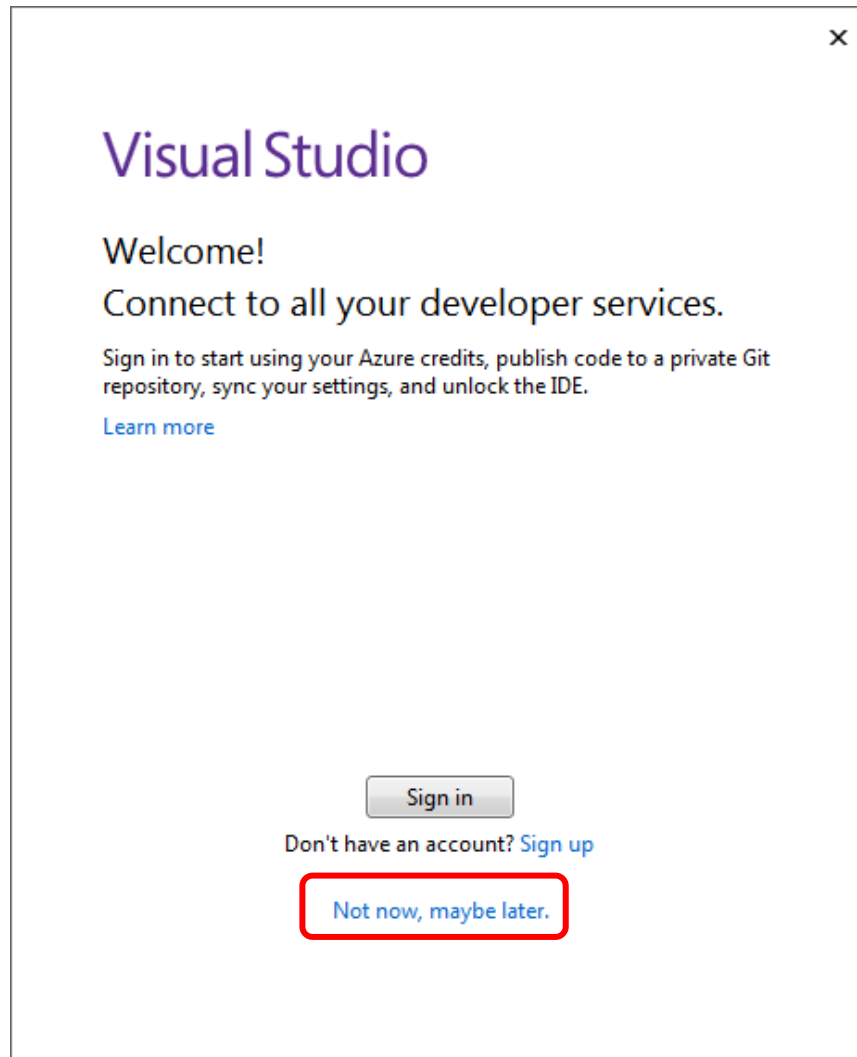 Visual Studio
Welcome!
Connect to all your developer services.
Sign in to start using your Azure credits, publish code to a private Git
repository, sync your settings, and unlock the IDE.
Learn more
Sign in
Don't have an account? Sign up
Not now, maybe later.